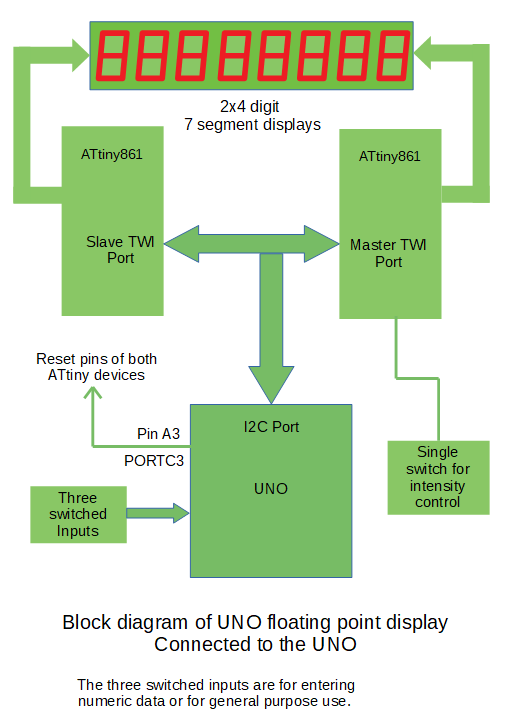 2x4 digit
7 segment displays
ATtiny861
ATtiny861
Slave TWI
Port
Master TWI
Port
Reset pins of both
ATtiny devices
Pin A3
PORTC3
I2C Port
UNO
Single
switch for
intensity
control
Three
switched
Inputs
Block diagram of UNO floating point display
Connected to the UNO
The three switched inputs are for entering
numeric data or for general purpose use.